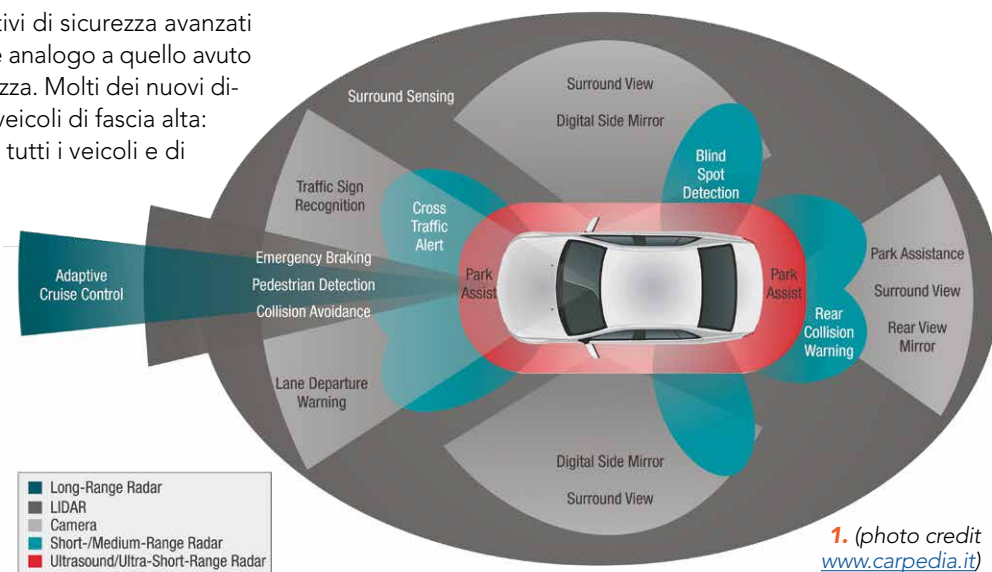 tivi di sicurezza avanzati
e analogo a quello avuto
zza. Molti dei nuovi di-
veicoli di fascia alta:
tutti i veicoli e di
Surround Sensing
Surround View
Digital Side Mirror
Blind
Spot
Detection
Traffic Sign
Recognition
Cross
Traffic
Alert
Adaptive
Cruise Control
Emergency Braking
Pedestrian Detection
Collision Avoidance
Park
Assist
Park
Assist
Rear
Collision
Warning
Park Assistance
Surround View
Rear View
Mirror
Lane Departure
Warning
Digital Side Mirror
Surround View
Long-Range Radar
LIDAR
Camera
Short-/Medium-Range Radar
Ultrasound/Ultra-Short-Range Radar
1. (photo credit
www.carpedia.it)